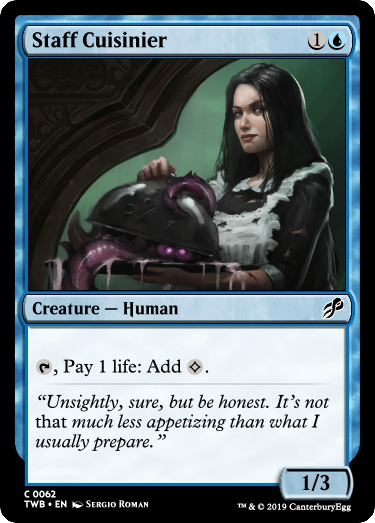 Staff Cuisinier 1
Creature — Human
, Pay 1 life: Add .
“Unsightly, sure, but be honest. It’s not
that much less appetizing than what I
usually prepare.”
1/3
C 0062
TWB • EN Sergio Roman
™ & © 2019 CanterburyEgg